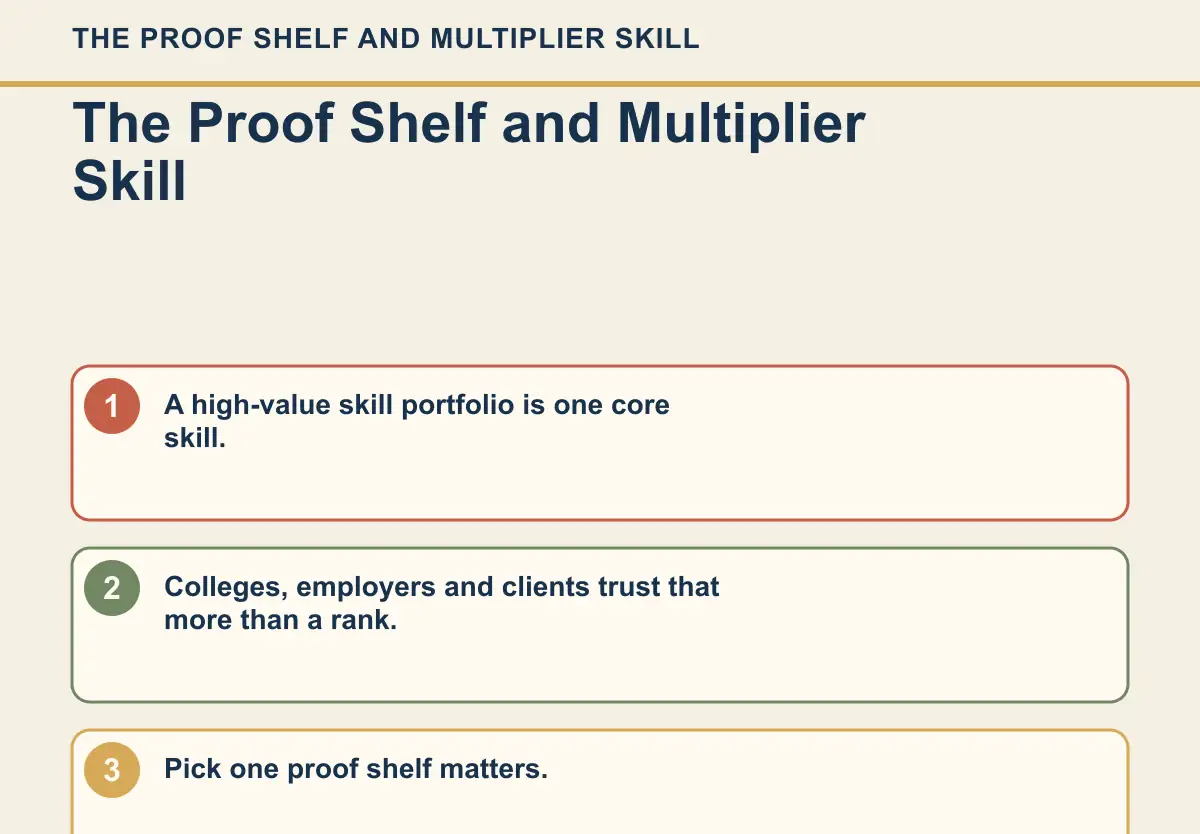 THE PROOF SHELF AND MULTIPLIER SKILL
The Proof Shelf and Multiplier
Skill
1
A high-value skill portfolio is one core
skill.
2
Colleges, employers and clients trust that
more than a rank.
3
Pick one proof shelf matters.